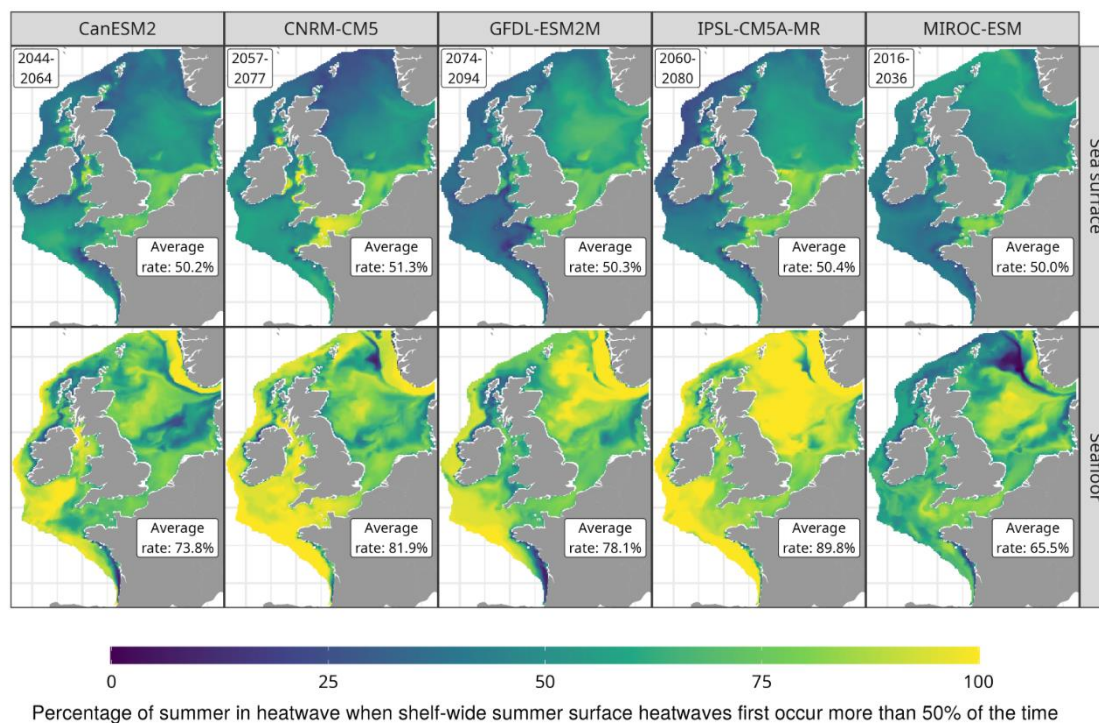 CanESM2
CNRM-CM5
GFDL-ESM2M
IPSL-CM5A-MR
MIROC-ESM
2044-
2064
2057-
2077
2074-
2094
2060-
2080
2016-
2036
Average
rate: 50.2%
Average
rate: 51.3%
Average
rate: 50.3%
Average
rate: 50.4%
Average
rate: 50.0%
Sea surface
Average
rate: 73.8%
Average
rate: 81.9%
Average
rate: 78.1%
Average
rate: 89.8%
Average
rate: 65.5%
Seafloor
0
25
50
75
100
Percentage of summer in heatwave when shelf-wide summer surface heatwaves first occur more than 50% of the time